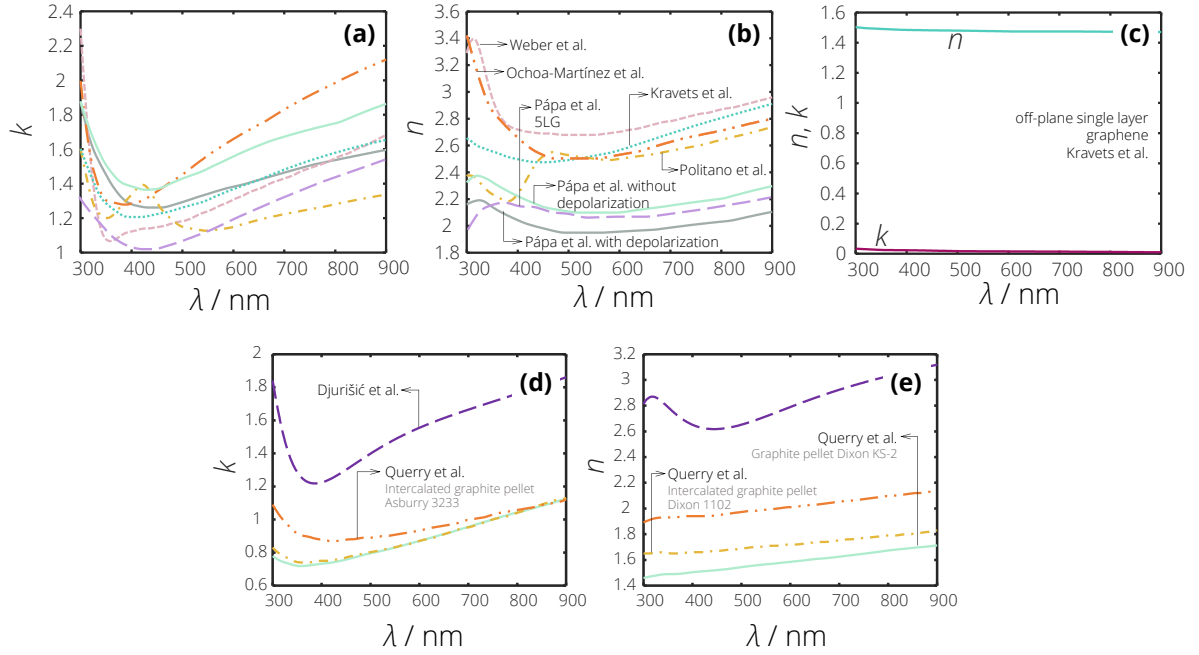 (a)
2.4
2.2
2
1.8
1.6
1.4
1.2
1
k
300 400 500 600 700 800 900
λ / nm
(b)
3.6
3.4
3.2
3
2.8
2.6
2.4
2.2
2
1.8
n
Weber et al.
Ochoa-Martínez et al.
Pápa et al.
5LG
Kravets et al.
Politano et al.
Pápa et al. without
depolarization
Pápa et al. with depolarization
300 400 500 600 700 800 900
λ / nm
(c)
1.6
1.4
1.2
1
0.8
0.6
0.4
0.2
0
n, k
n
off-plane single layer
graphene
Kravets et al.
k
300 400 500 600 700 800 900
λ / nm
(d)
2
1.8
1.6
1.4
1.2
1
0.8
0.6
k
Djurišić et al.
Querry et al.
Intercalated graphite pellet
Asburry 3233
300 400 500 600 700 800 900
λ / nm
(e)
3.2
3
2.8
2.6
2.4
2.2
2
1.8
1.6
1.4
n
Querry et al.
Graphite pellet Dixon KS-2
Querry et al.
Intercalated graphite pellet
Dixon 1102
300 400 500 600 700 800 900
λ / nm